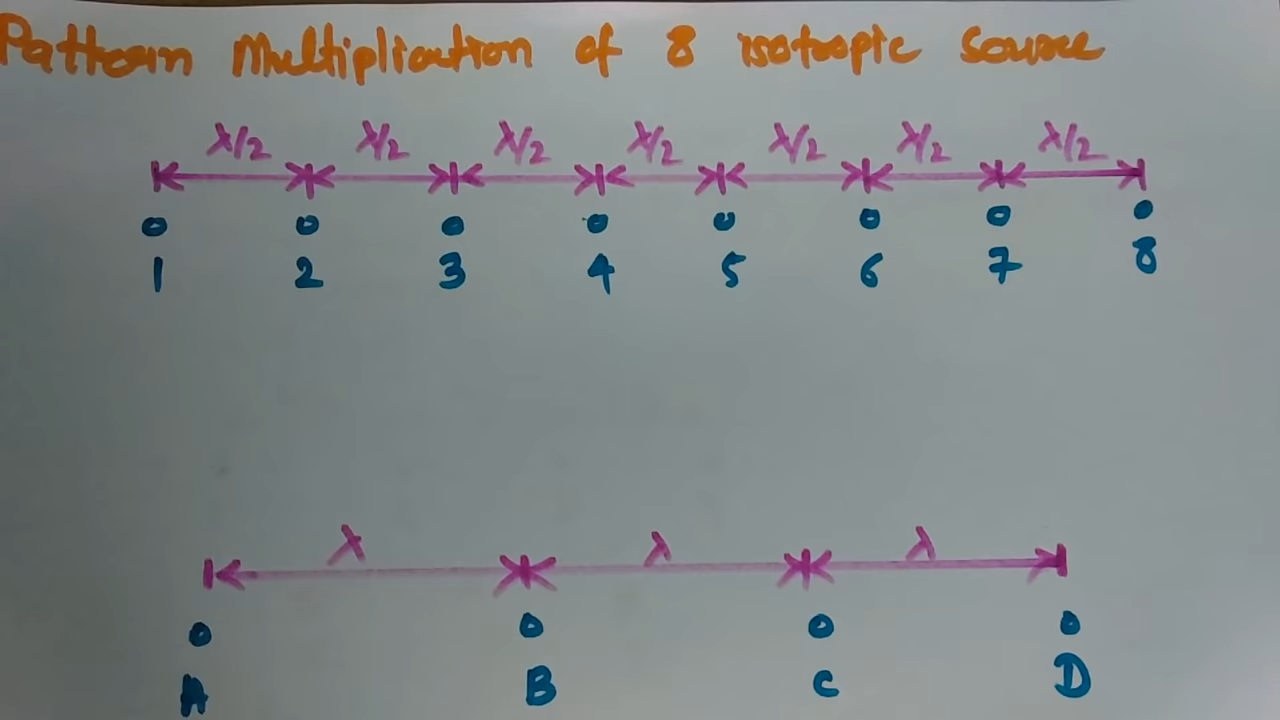 Pattern Multiplication of 8 isotropic source
λ/2 λ/2 λ/2 λ/2 λ/2 λ/2 λ/2
1 2 3 4 5 6 7 8
λ λ λ
A B C D